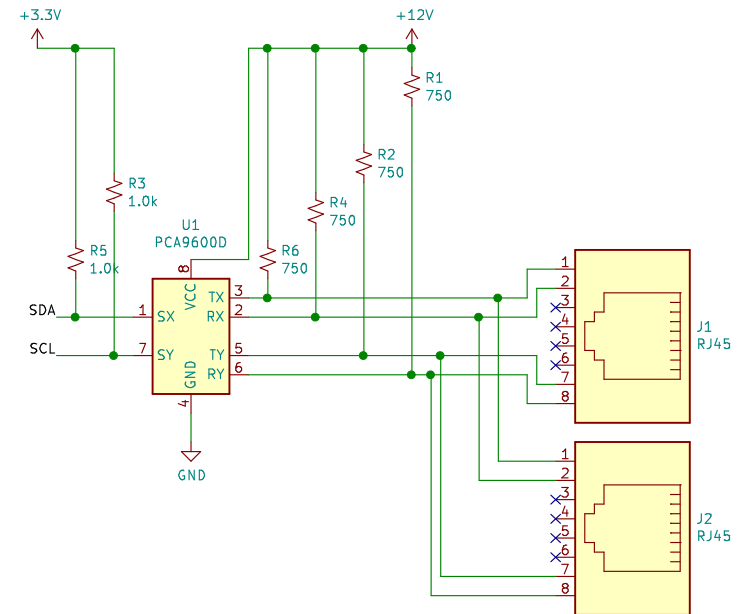 +3.3V
+12V
R1
750
R2
750
R3
1.0k
R4
750
U1
PCA9600D
R5
1.0k
R6
750
8
VCC
SDA
1
SX
TX
3
RX
2
SCL
7
SY
TY
5
RY
6
GND
4
GND
1
2
3
4
5
6
7
8
J1
RJ45
1
2
3
4
5
6
7
8
J2
RJ45